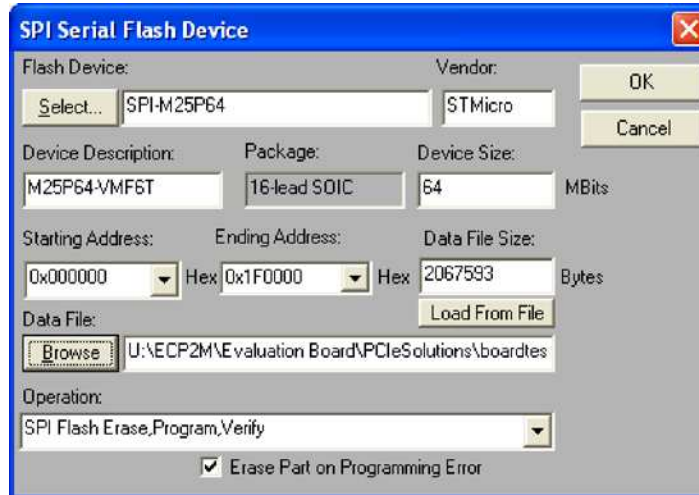 SPI Serial Flash Device
Flash Device: Vendor:
Select... SPI-M25P64 STMicro OK
Cancel
Device Description: Package: Device Size:
M25P64-VMF6T 16-lead SOIC 64 MBits
Starting Address: Ending Address: Data File Size:
0x000000 Hex 0x1F0000 Hex 2067593 Bytes
Data File: Load From File
Browse U:\ECP2M\Evaluation Board\PCIeSolutions\boardtes
Operation:
SPI Flash Erase,Program,Verify
Erase Part on Programming Error